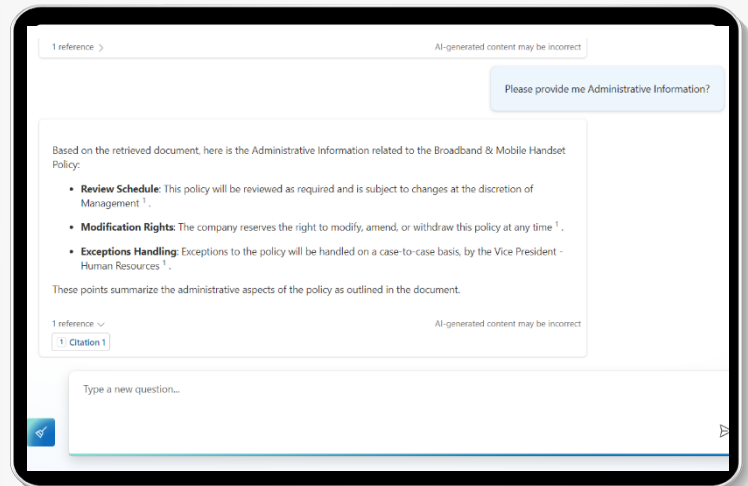 1 reference >
AI-generated content may be incorrect
Please provide me Administrative Information?
Based on the retrieved document, here is the Administrative Information related to the Broadband & Mobile Handset
Policy:
• Review Schedule: This policy will be reviewed as required and is subject to changes at the discretion of
Management 1 .
• Modification Rights: The company reserves the right to modify, amend, or withdraw this policy at any time 1 .
• Exceptions Handling: Exceptions to the policy will be handled on a case-to-case basis, by the Vice President -
Human Resources 1 .
These points summarize the administrative aspects of the policy as outlined in the document.
1 reference
AI-generated content may be incorrect
1 Citation 1
Type a new question...